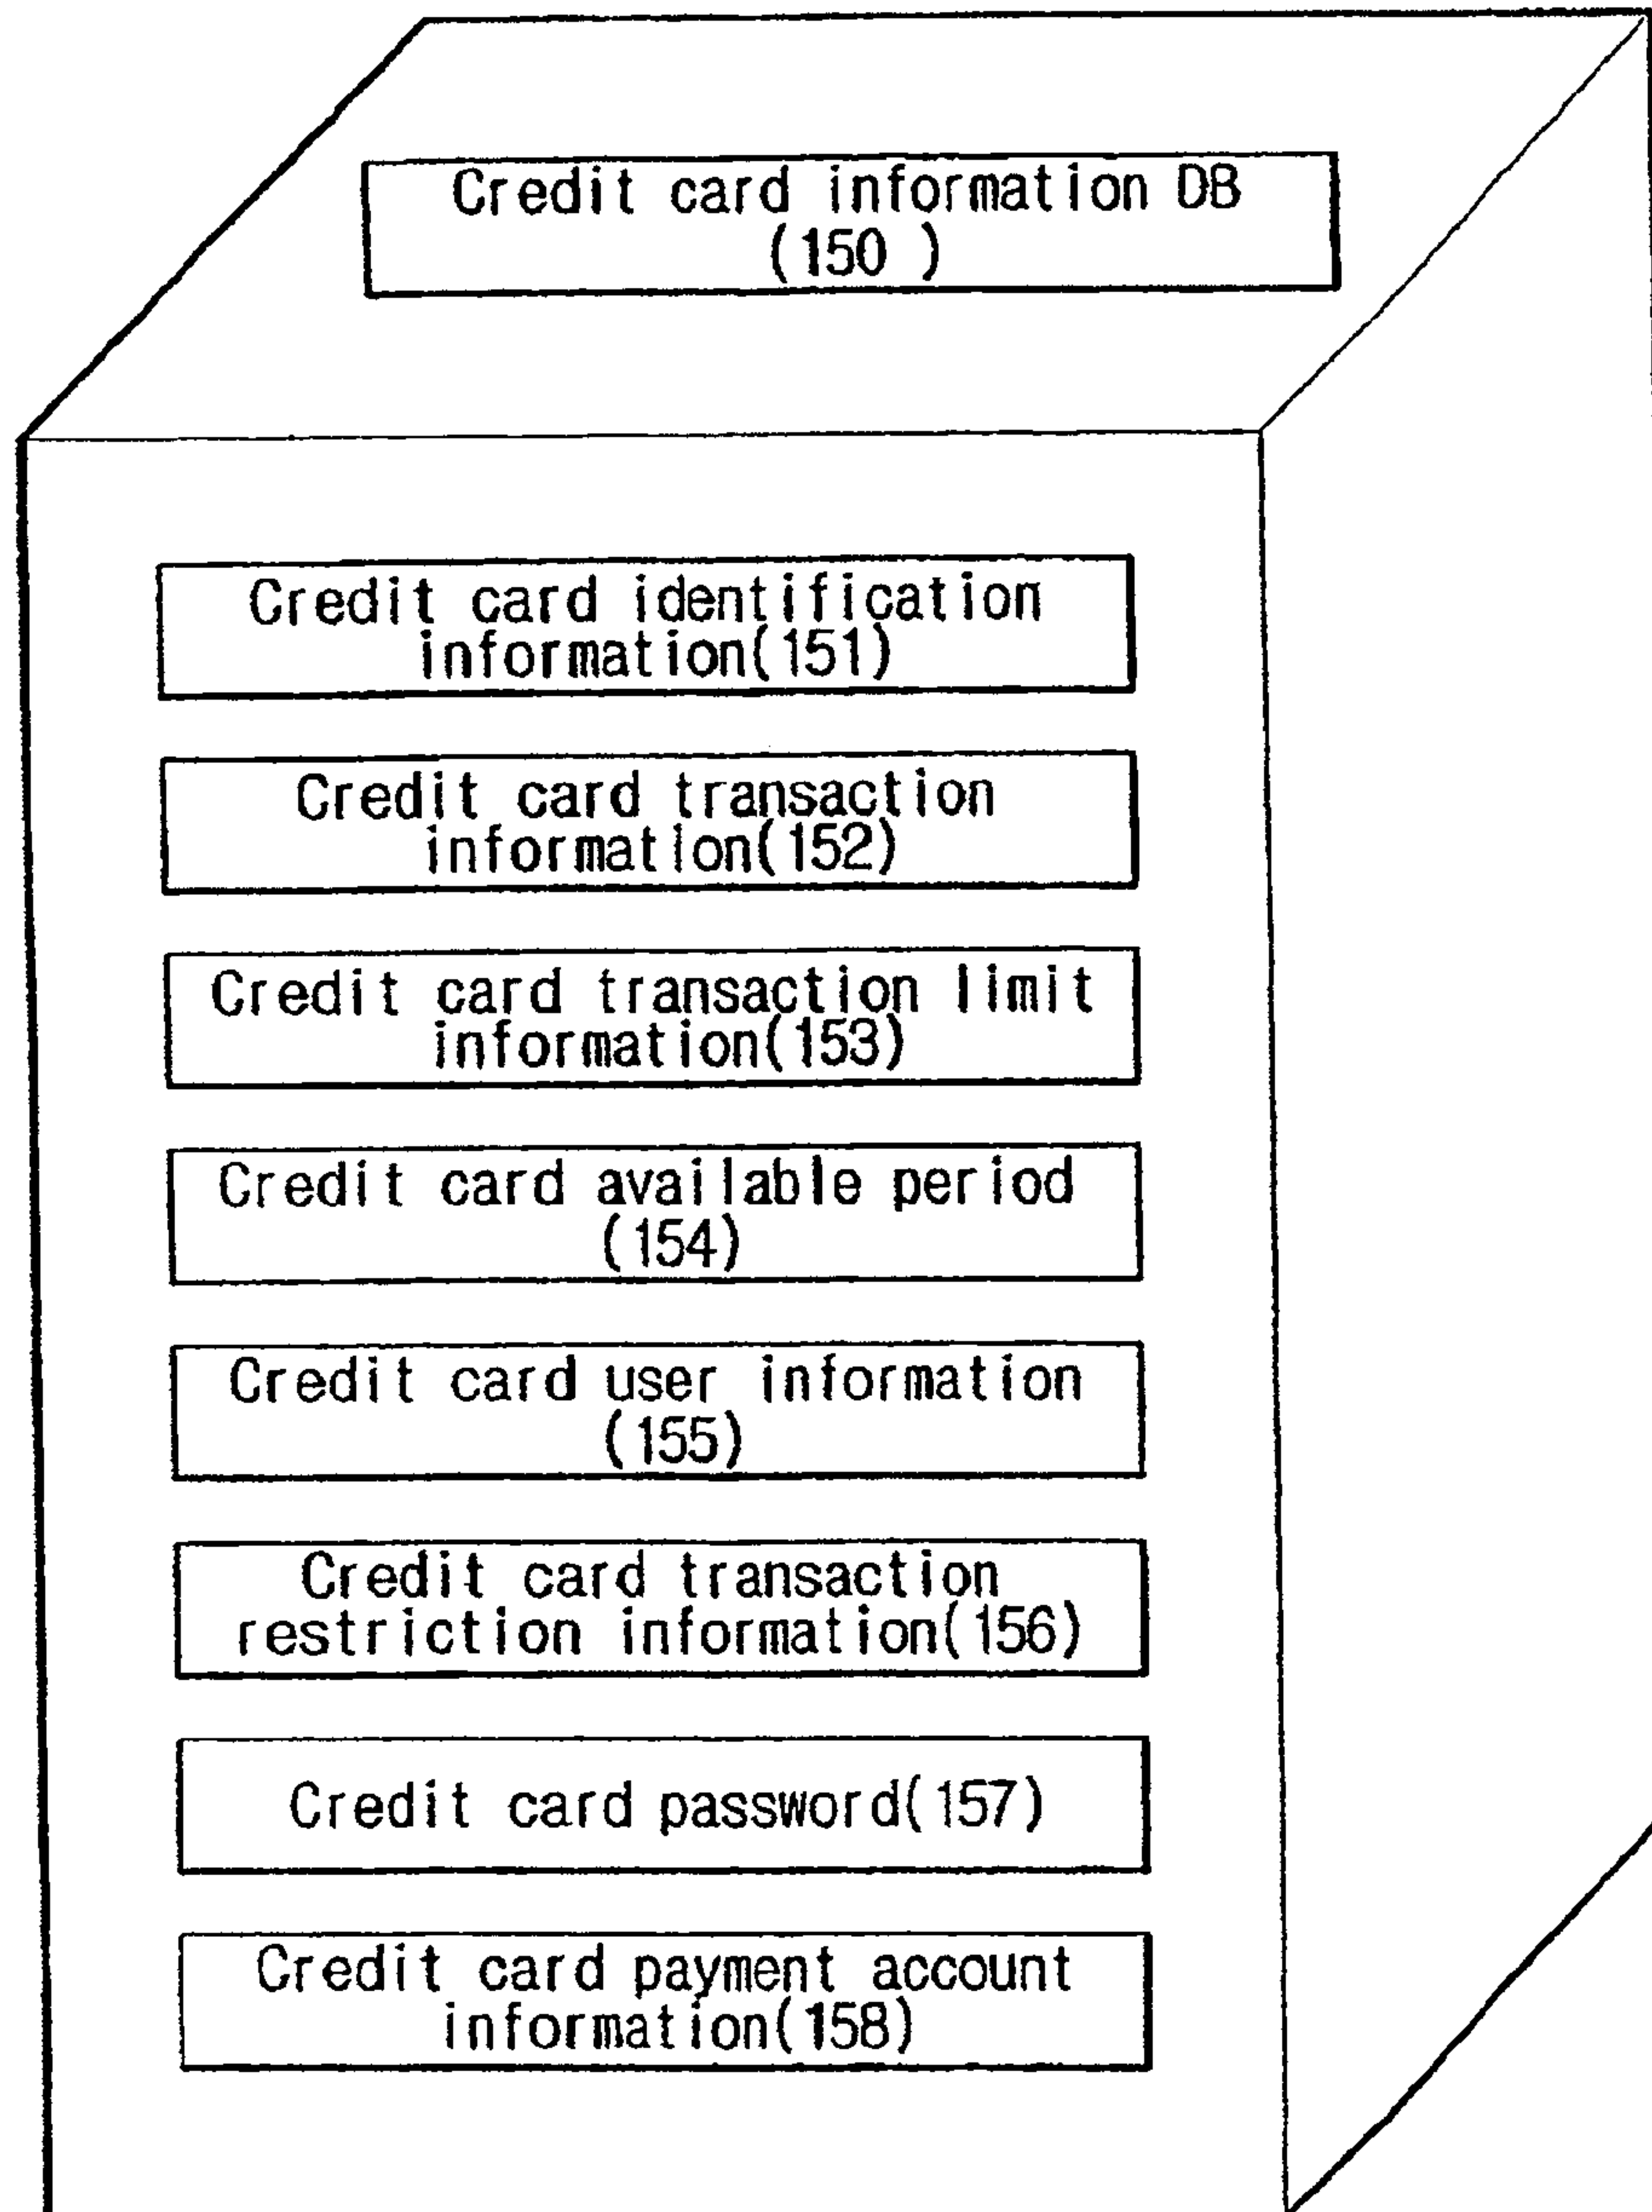 Credit card information DB
(150 )
Credit card identification
information(151)
Credit card transaction
information(152)
Credit card transaction limit
information(153)
Credit card available period
(154)
Credit card user information
(155)
Credit card transaction
restriction information(156)
Credit card password(157)
Credit card payment account
information(158)